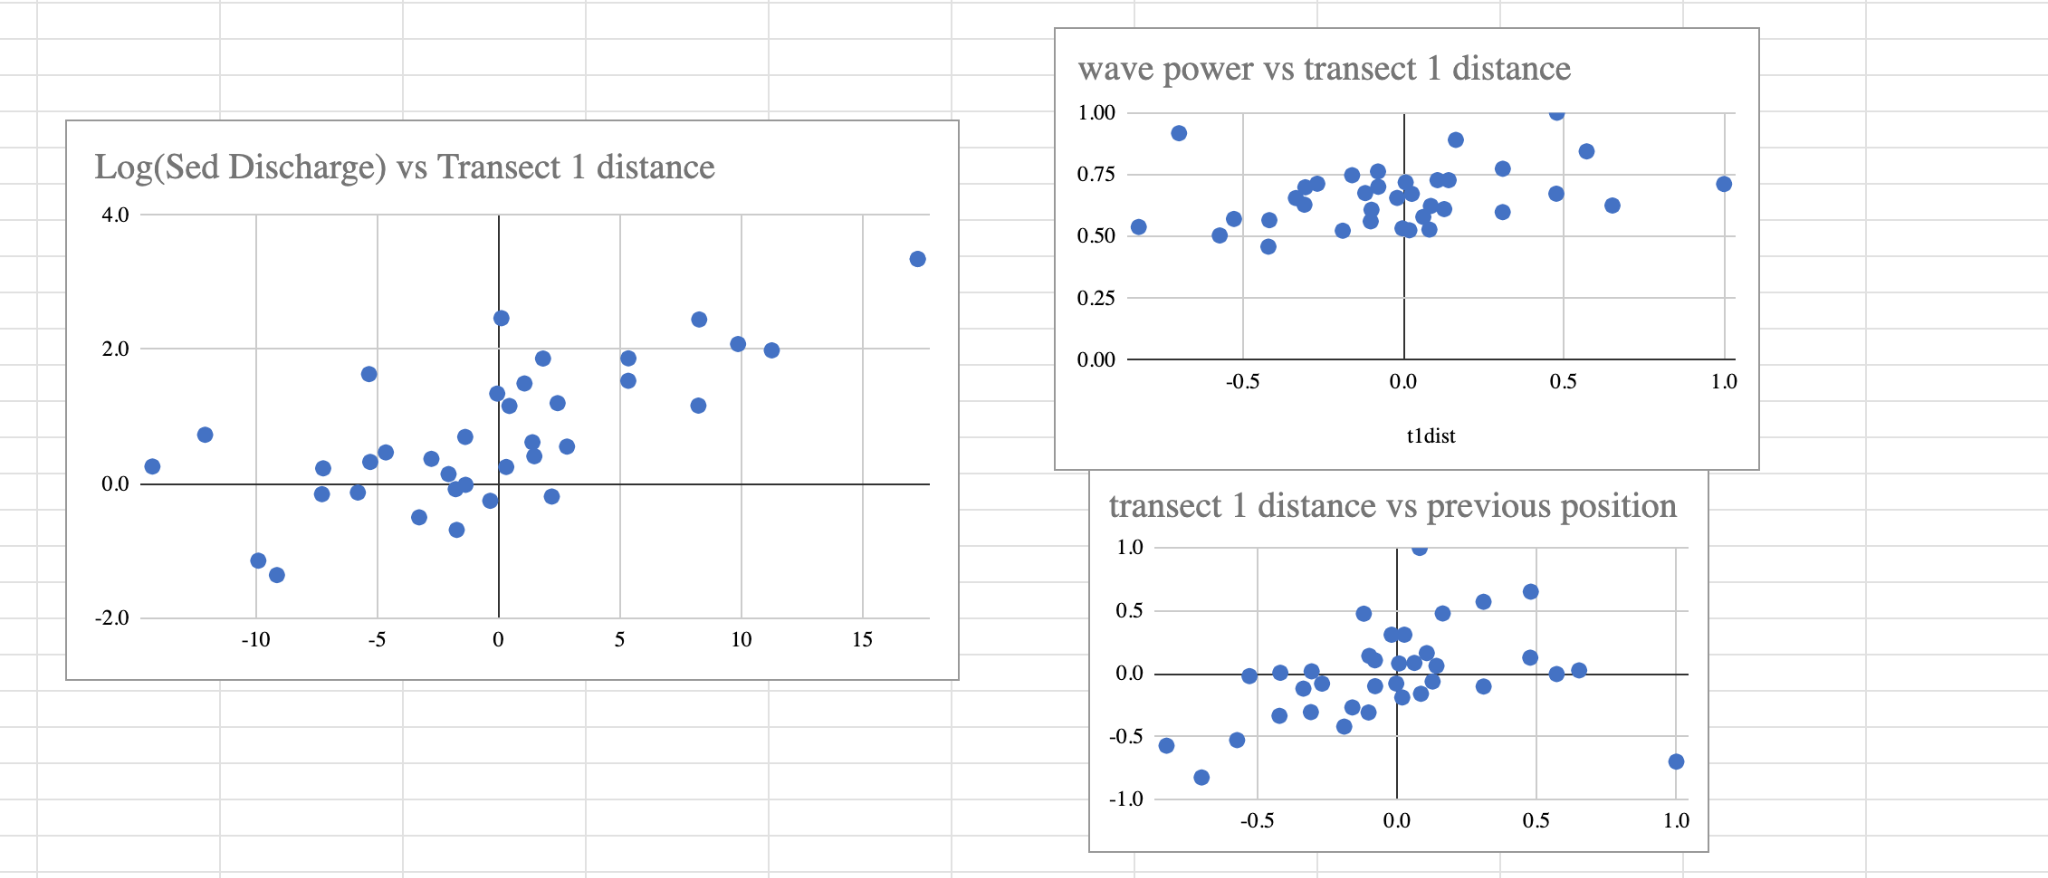 Log(Sed Discharge) vs Transect 1 distance
4.0
2.0
0.0
-2.0
-10 -5 0 5 10 15
wave power vs transect 1 distance
1.00
0.75
0.50
0.25
0.00
-0.5 0.0 0.5 1.0
t1dist
transect 1 distance vs previous position
1.0
0.5
0.0
-0.5
-1.0
-0.5 0.0 0.5 1.0